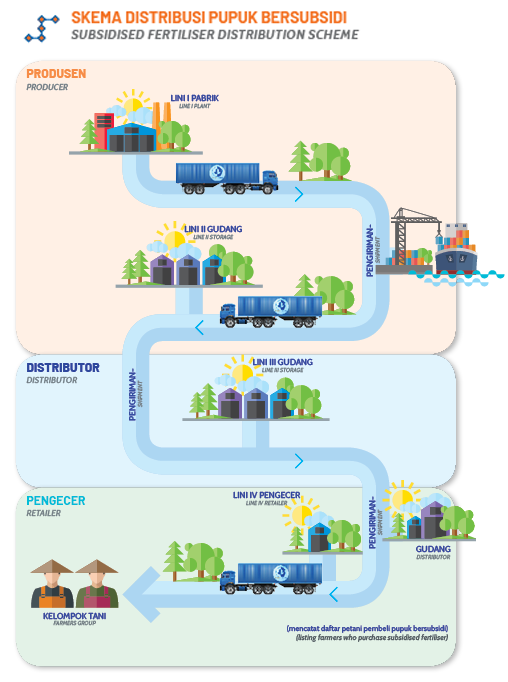 SKEMA DISTRIBUSI PUPUK BERSUBSIDI
SUBSIDISED FERTILISER DISTRIBUTION SCHEME
PRODUSEN
PRODUCER
LINI I PABRIK
LINE I PLANT
LINI II GUDANG
LINE II STORAGE
PENGIRIMAN-
SHIPMENT
DISTRIBUTOR
DISTRIBUTOR
LINI III GUDANG
LINE III STORAGE
PENGIRIMAN-
SHIPMENT
PENGECER
RETAILER
LINI IV PENGECER
LINE IV RETAILER
PENGIRIMAN-
SHIPMENT
GUDANG
DISTRIBUTOR
KELOMPOK TANI
FARMERS GROUP
(mencatat daftar petani pembeli pupuk bersubsidi)
(listing farmers who purchase subsidised fertiliser)